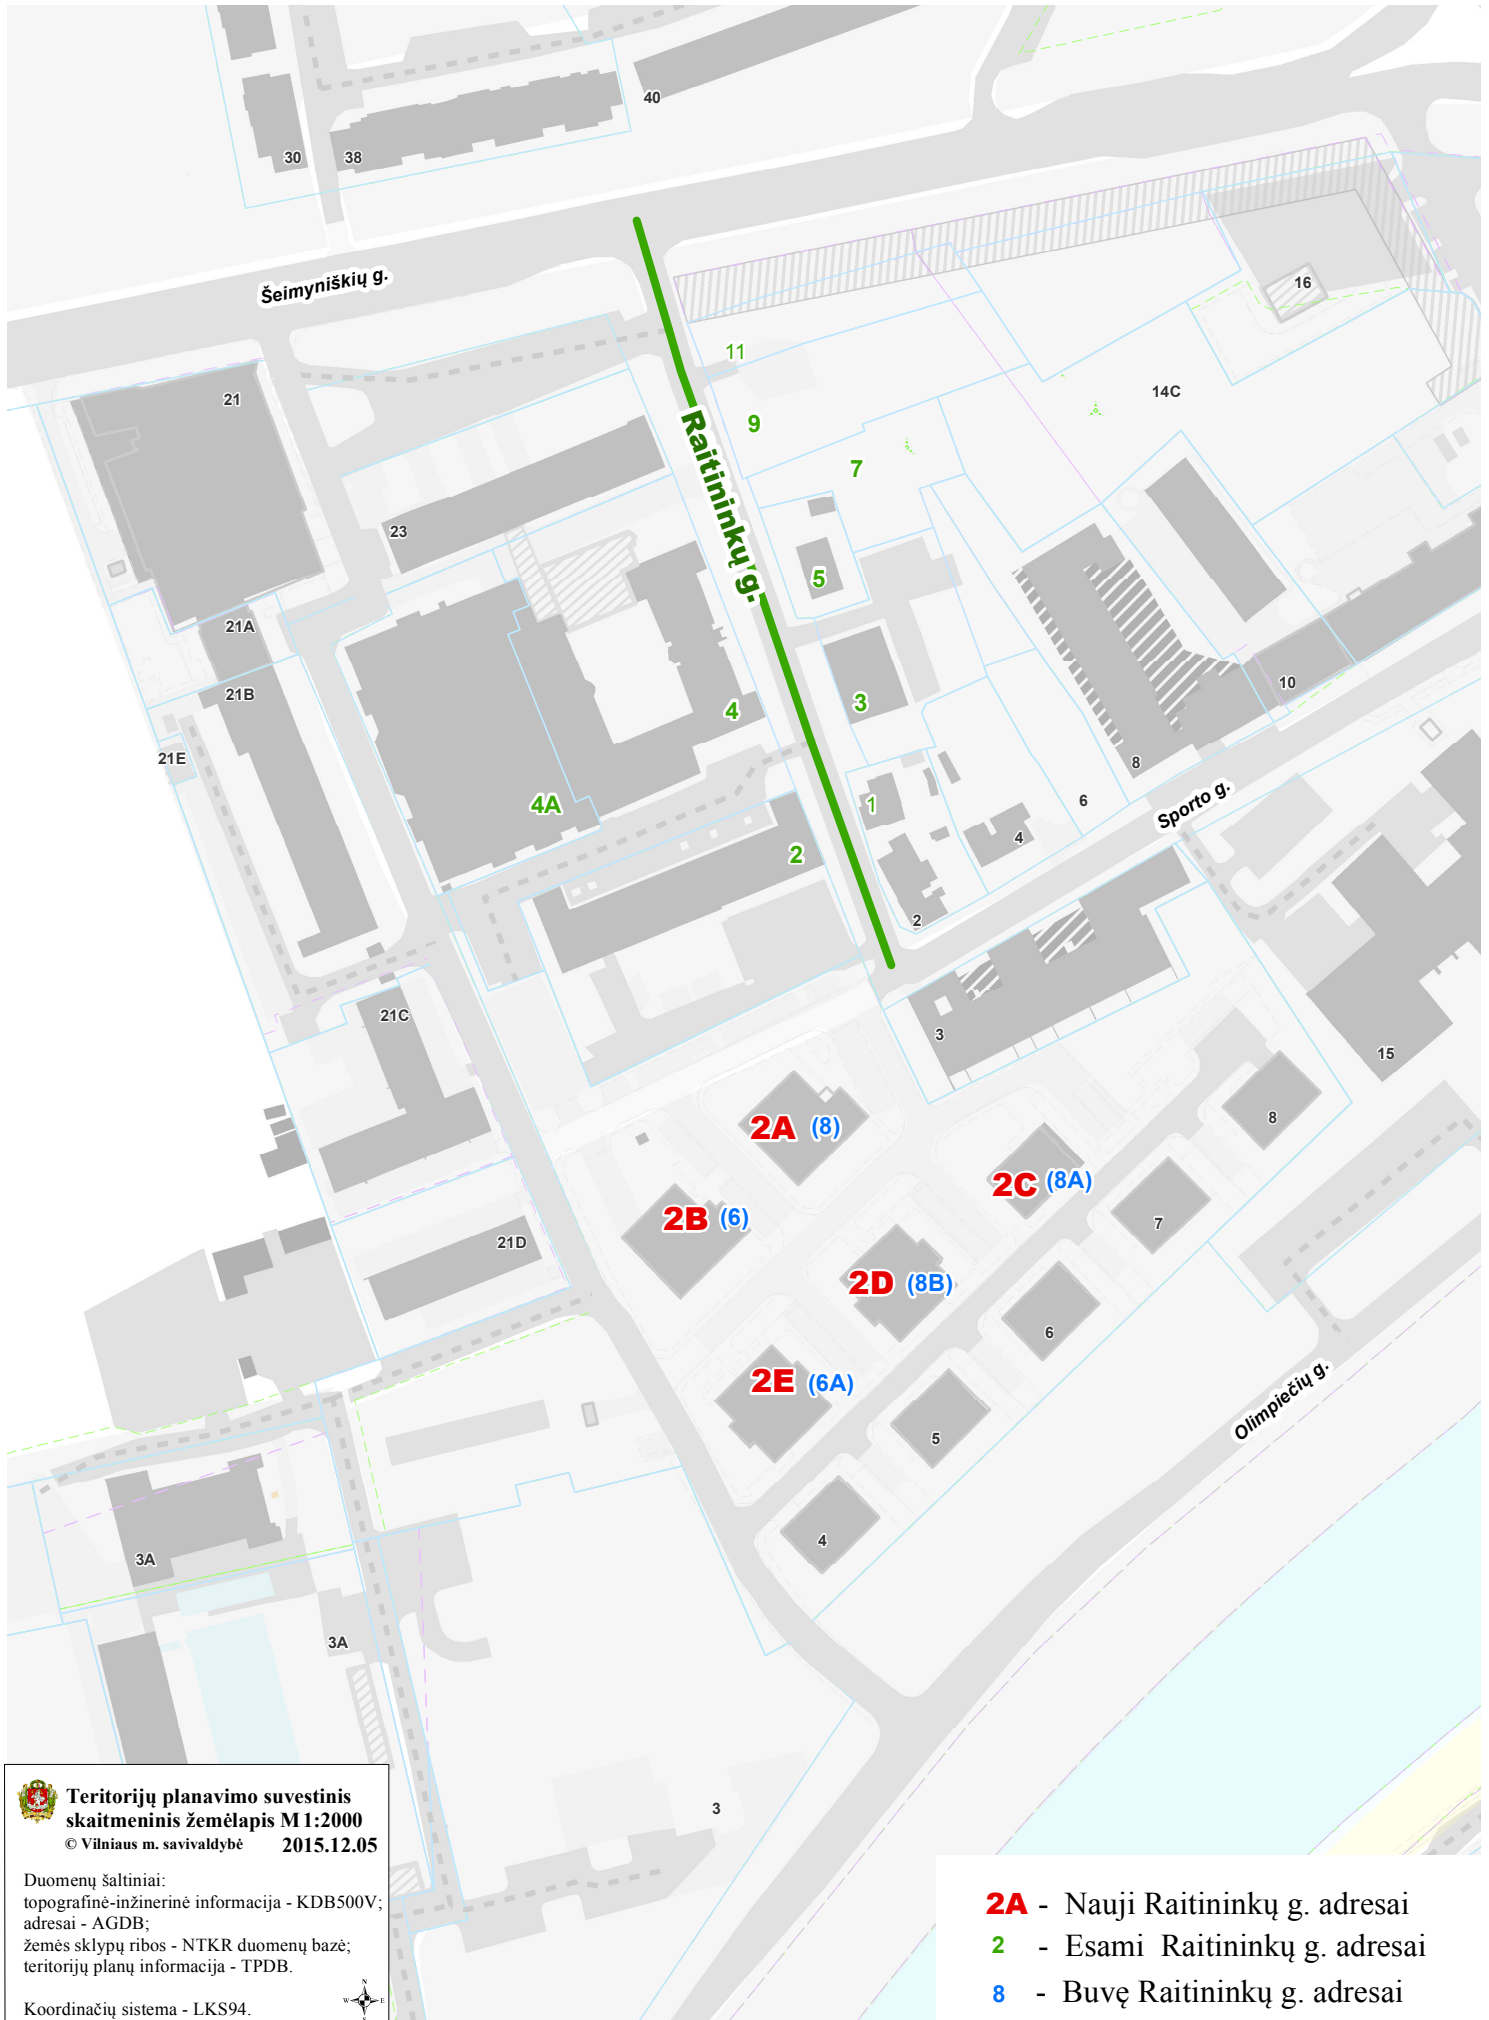 40
30
38
Šeimyniškių g.
16
11
21
14C
9
Raitininkų g.
7
23
5
21A
21B
10
3
4
21E
8
4A
1
6
Sporto g.
4
2
2
21C
3
15
2A (8)
8
2C (8A)
2B (6)
7
21D
2D (8B)
6
2E (6A)
Olimpiečių g.
5
4
3A
3A
3
Teritorijų planavimo suvestinis
skaitmeninis žemėlapis M 1:2000
© Vilniaus m. savivaldybė 2015.12.05
Duomenų šaltiniai:
topografinė-inžinerinė informacija - KDB500V;
adresai - AGDB;
žemės sklypų ribos - NTKR duomenų bazė;
teritorijų planų informacija - TPDB.
Koordinačių sistema - LKS94.
N
W E
S
2A - Nauji Raitininkų g. adresai
2 - Esami Raitininkų g. adresai
8 - Buvę Raitininkų g. adresai